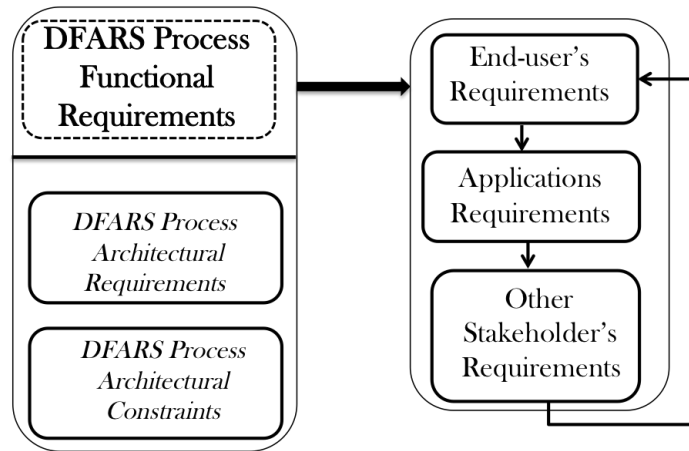 DFARS Process
Functional
Requirements
DFARS Process
Architectural
Requirements
DFARS Process
Architectural
Constraints
End-user’s
Requirements
Applications
Requirements
Other
Stakeholder’s
Requirements